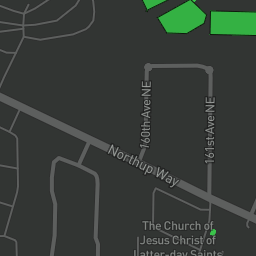 160th Ave NE
161st Ave NE
Northup Way
The Church of
Jesus Christ of
Latter-day Saints